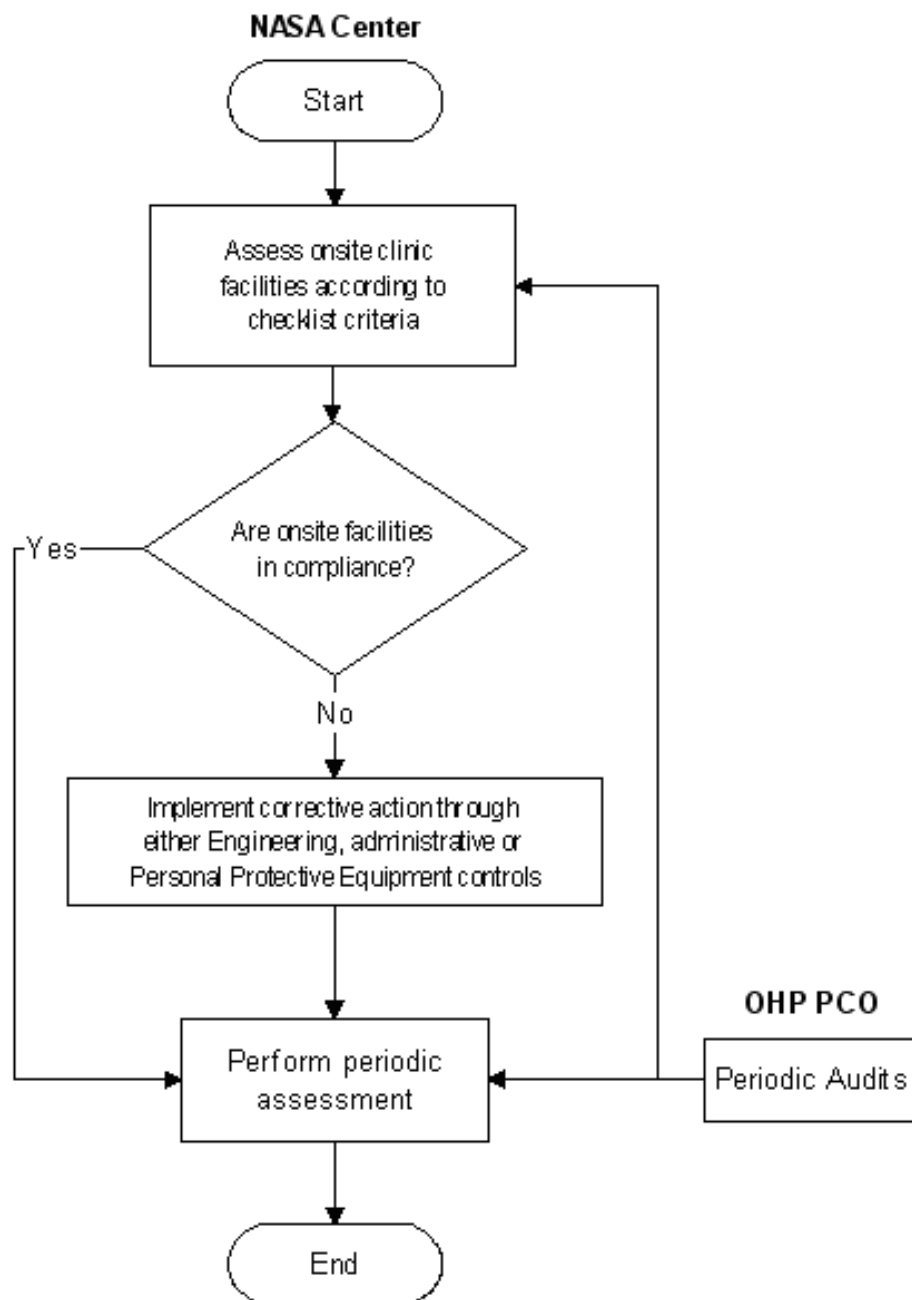 NASA Center
Start
Assess onsite clinic
facilities according to
checklist criteria
Are onsite facilities
in compliance?
Yes
No
Implement corrective action through
either Engineering, administrative or
Personal Protective Equipment controls
OHP PCO
Periodic Audits
Perform periodic
assessment
End